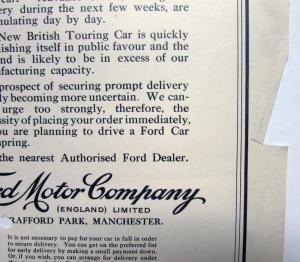 ery during the next few weeks, are
mulating day by day.
New British Touring Car is quickly
lishing itself in public favour and the
nd is likely to be in excess of our
facturing capacity.
prospect of securing prompt delivery
ly becoming more uncertain. We can-
urge too strongly, therefore, the
ssity of placing your order immediately,
ou are planning to drive a Ford Car
spring.
the nearest Authorised Ford Dealer.
rd Motor Company
(ENGLAND) LIMITED
TRAFFORD PARK, MANCHESTER.
It is not necessary to pay for your car in full in order
to secure delivery. You can get on the preferred list
for early delivery by making a small payment down.
Or, if you wish, you can arrange for delivery under